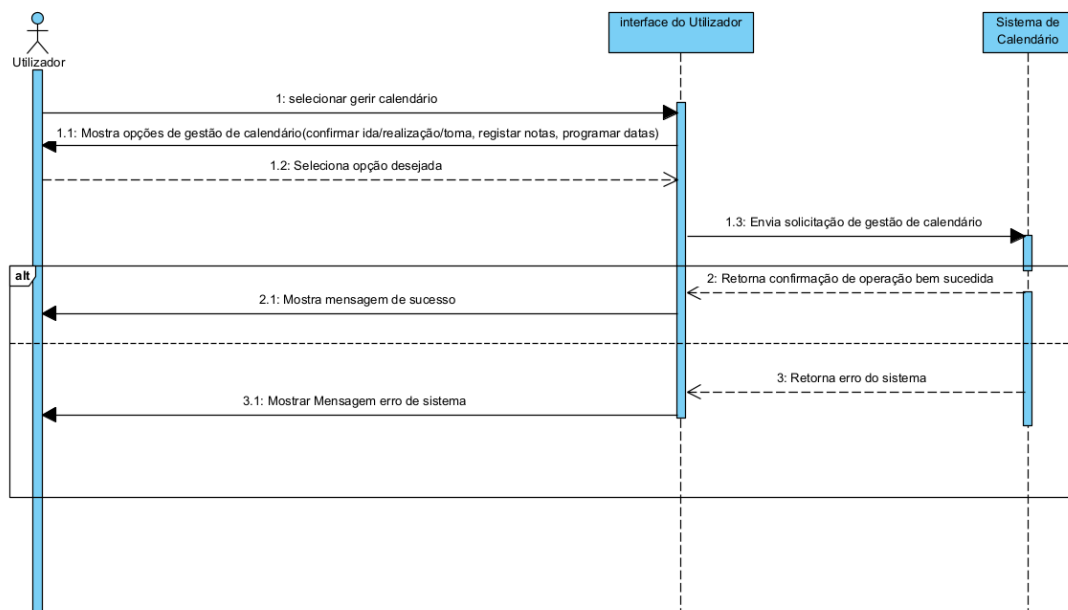 interface do Utilizador
Sistema de
Calendário
Utilizador
1: selecionar gerir calendário
1.1: Mostra opções de gestão de calendário(confirmar ida/realização/toma, registar notas, programar datas)
1.2: Seleciona opção desejada
1.3: Envia solicitação de gestão de calendário
alt
2: Retorna confirmação de operação bem sucedida
2.1: Mostra mensagem de sucesso
3: Retorna erro do sistema
3.1: Mostrar Mensagem erro de sistema